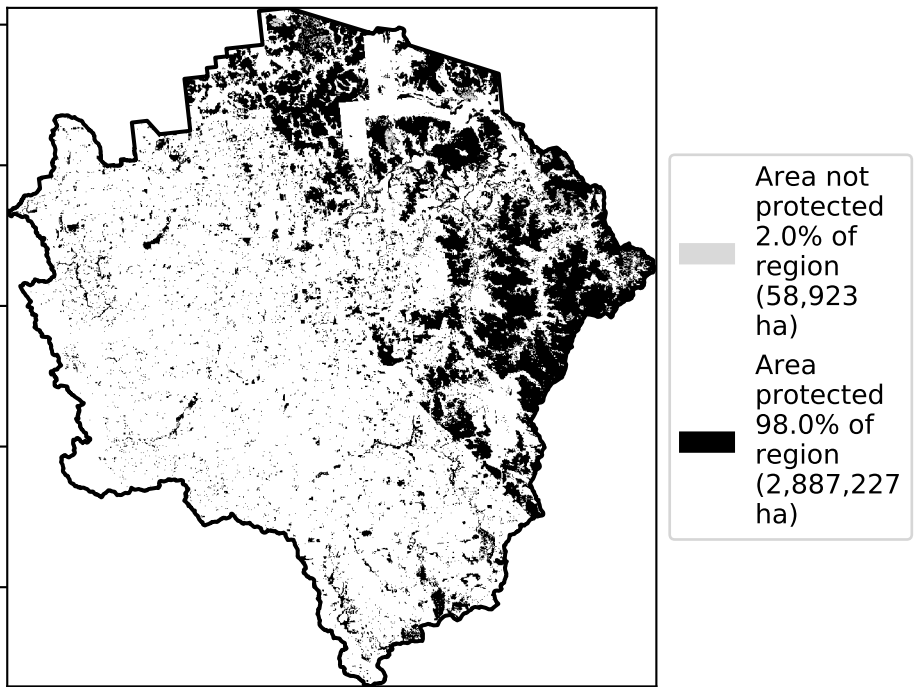 Area not
protected
2.0% of
region
(58,923
ha)
Area
protected
98.0% of
region
(2,887,227
ha)